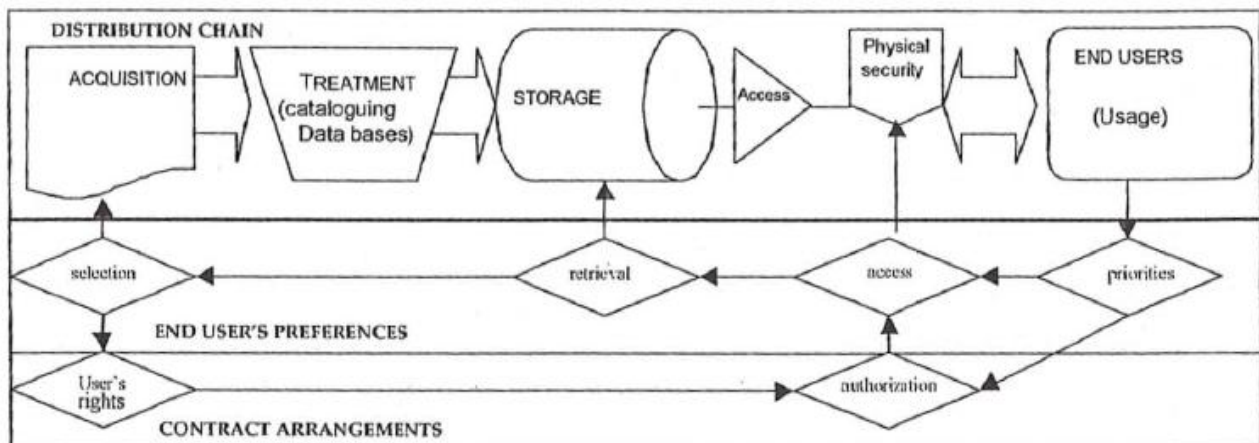 DISTRIBUTION CHAIN
ACQUISITION
TREATMENT
(cataloguing
Data bases)
STORAGE
Access
Physical
security
END USERS
(Usage)
selection
retrieval
access
priorities
END USER'S PREFERENCES
User's
rights
authorization
CONTRACT ARRANGEMENTS